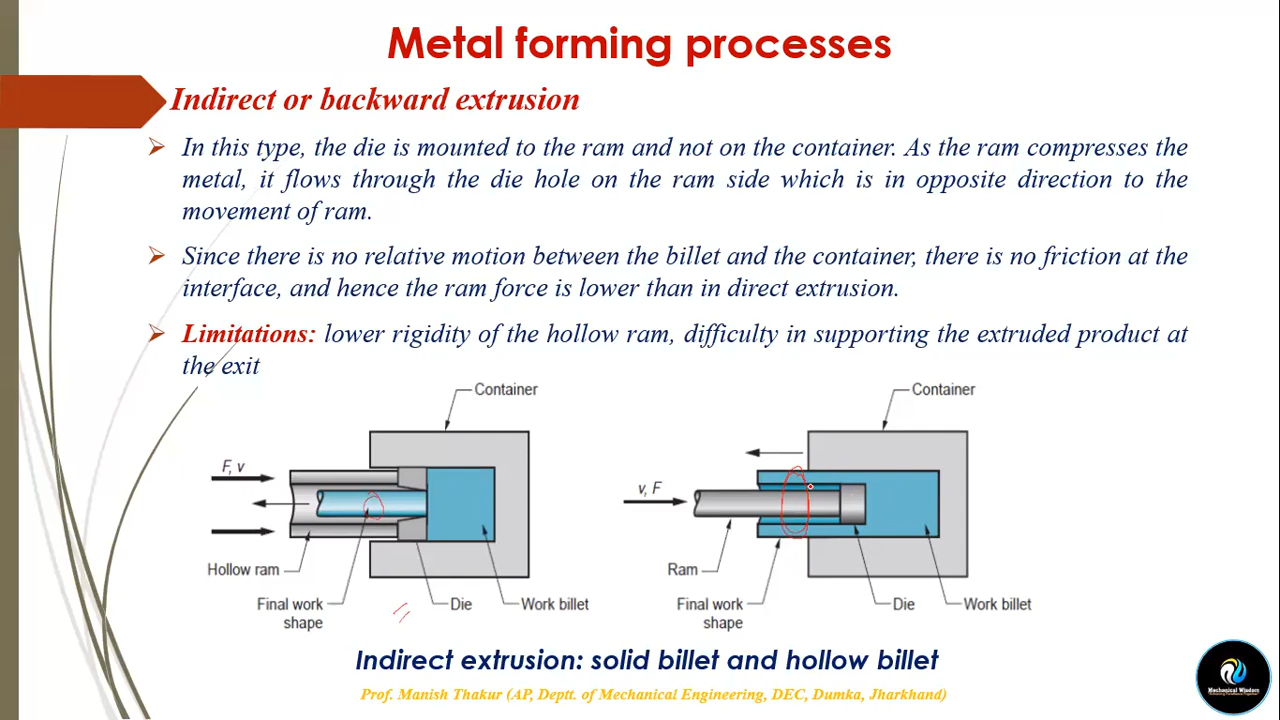 Metal forming processes
Indirect or backward extrusion
In this type, the die is mounted to the ram and not on the container. As the ram compresses the
metal, it flows through the die hole on the ram side which is in opposite direction to the
movement of ram.
Since there is no relative motion between the billet and the container, there is no friction at the
interface, and hence the ram force is lower than in direct extrusion.
Limitations: lower rigidity of the hollow ram, difficulty in supporting the extruded product at
the exit
Container
F, v
Hollow ram
Final work
shape
Die
Work billet
Container
v, F
Ram
Final work
shape
Die
Work billet
Indirect extrusion: solid billet and hollow billet
Prof. Manish Thakur (AP, Deptt. of Mechanical Engineering, DEC, Dumka, Jharkhand)
Mechanical Wisdom